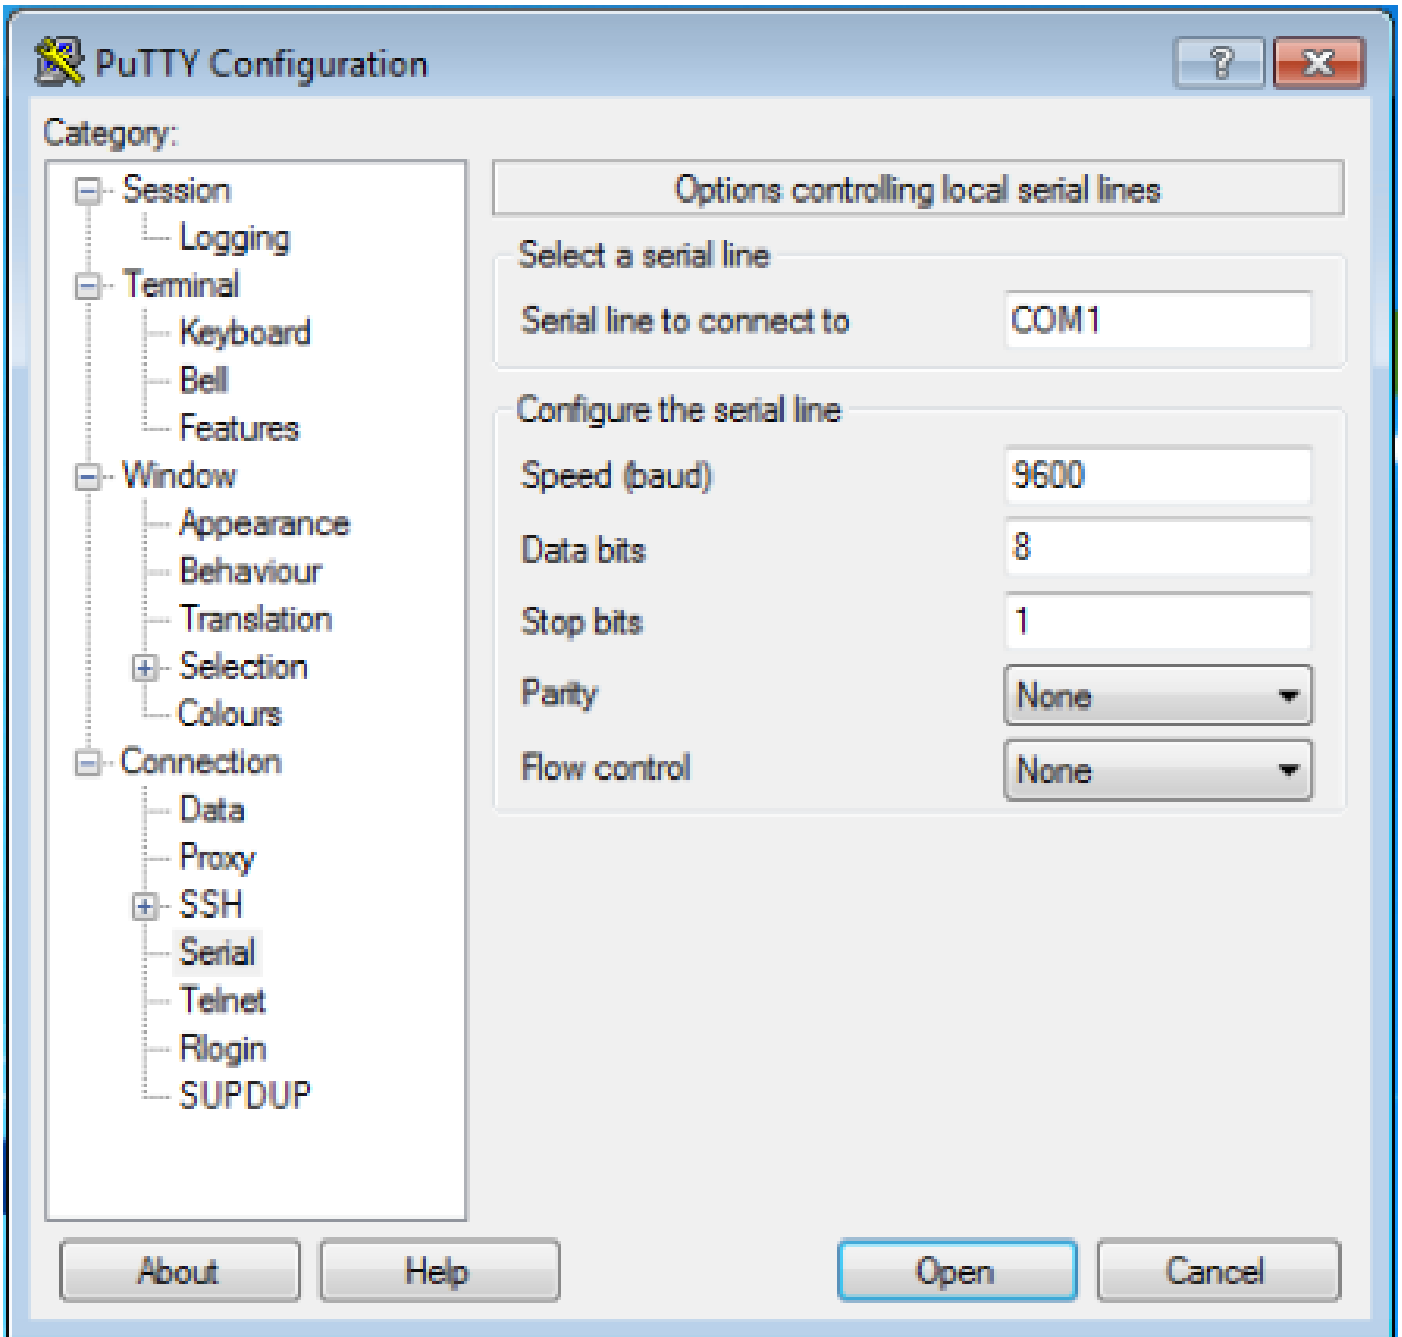 PuTTY Configuration
?
Category:
Session
Logging
Terminal
Keyboard
Bell
Features
Window
Appearance
Behaviour
Translation
Selection
Colours
Connection
Data
Proxy
SSH
Serial
Telnet
Rlogin
SUPDUP
Options controlling local serial lines
Select a serial line
Serial line to connect to COM1
Configure the serial line
Speed (baud) 9600
Data bits 8
Stop bits 1
Parity None
Flow control None
About Help Open Cancel